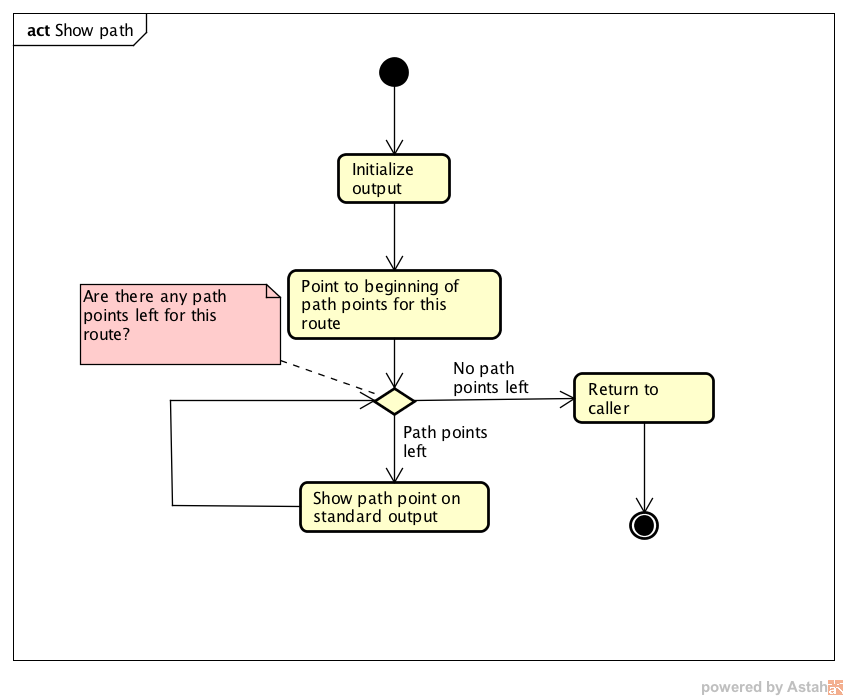 act Show path
Initialize
output
Point to beginning of
path points for this
route
Are there any path
points left for this
route?
No path
points left
Return to
caller
Path points
left
Show path point on
standard output
powered by Astah